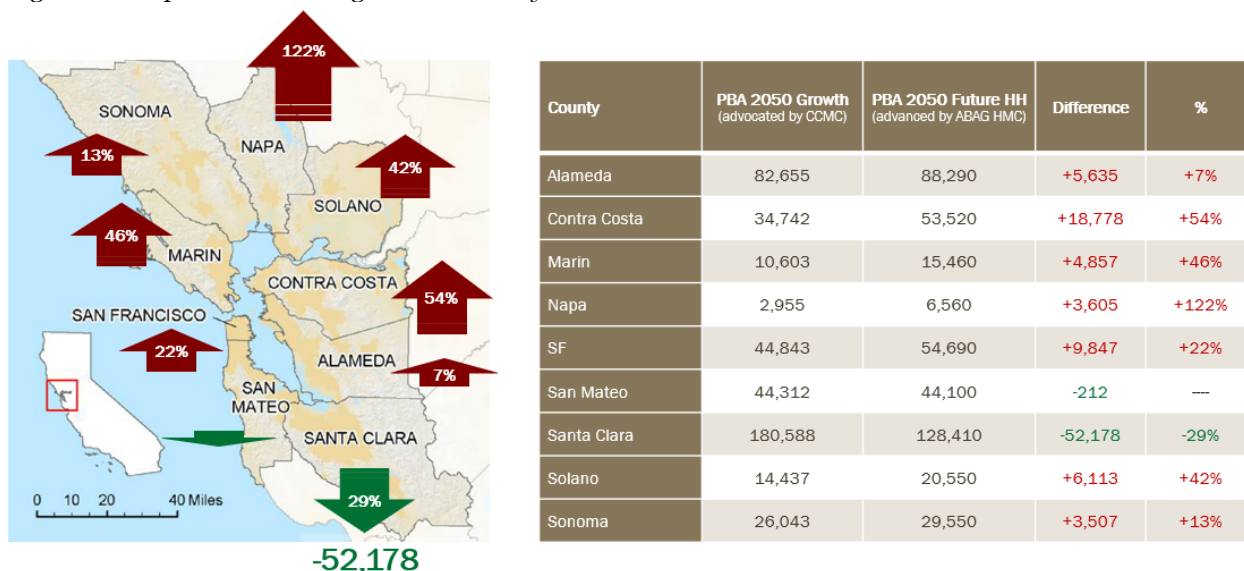 122%
SONOMA
NAPA
13%
42%
SOLANO
46%
MARIN
CONTRA COSTA
54%
SAN FRANCISCO
22%
ALAMEDA
7%
SAN
MATEO
SANTA CLARA
0 10 20 40 Miles
29%
-52,178
County PBA 2050 Growth (advocated by CCMC) PBA 2050 Future HH (advanced by ABAG HMC) Difference %
Alameda 82,655 88,290 +5,635 +7%
Contra Costa 34,742 53,520 +18,778 +54%
Marin 10,603 15,460 +4,857 +46%
Napa 2,955 6,560 +3,605 +122%
SF 44,843 54,690 +9,847 +22%
San Mateo 44,312 44,100 -212 ----
Santa Clara 180,588 128,410 -52,178 -29%
Solano 14,437 20,550 +6,113 +42%
Sonoma 26,043 29,550 +3,507 +13%